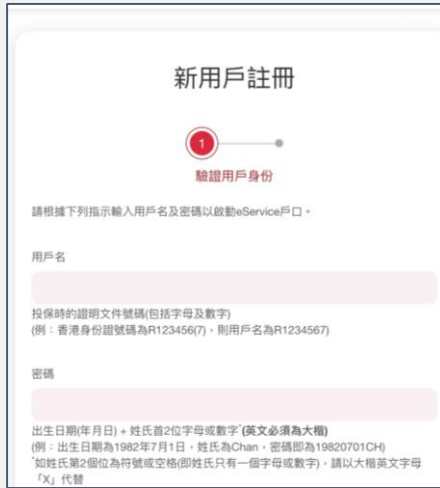 新用戶註冊
1
驗證用戶身份
請根據下列指示輸入用戶名及密碼以啟動eService戶口。
用戶名
投保時的證明文件號碼(包括字母及數字)
(例：香港身份證號碼為R123456(7)，則用戶名為R1234567)
密碼
出生日期(年月日) + 姓氏首2位字母或數字*(英文必須為大楷)
(例：出生日期為1982年7月1日，姓氏為Chan，密碼即為19820701CH)
*如姓氏第2個位為符號或空格(即姓氏只有一個字母或數字)，請以大楷英文字母
「X」代替